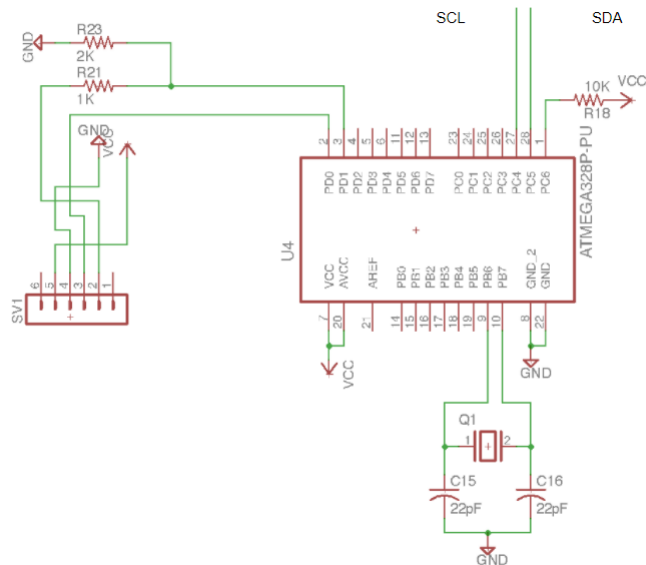 SCL
SDA
GND
R23
2K
R21
1K
10K
VCC
R18
GND
VCC
2
3
4
5
6
11
12
13
23
24
25
26
27
28
1
PD0
PD1
PD2
PD3
PD4
PD5
PD6
PD7
PC0
PC1
PC2
PC3
PC4
PC5
PC6
ATMEGA328P-PU
U4
VCC
AVCC
AREF
PB0
PB1
PB2
PB3
PB4
PB5
PB6
PB7
GND_2
GND
7
20
21
14
15
16
17
18
19
9
10
8
22
6
5
4
3
2
1
SV1
VCC
GND
Q1
1
2
C15
22pF
C16
22pF
GND